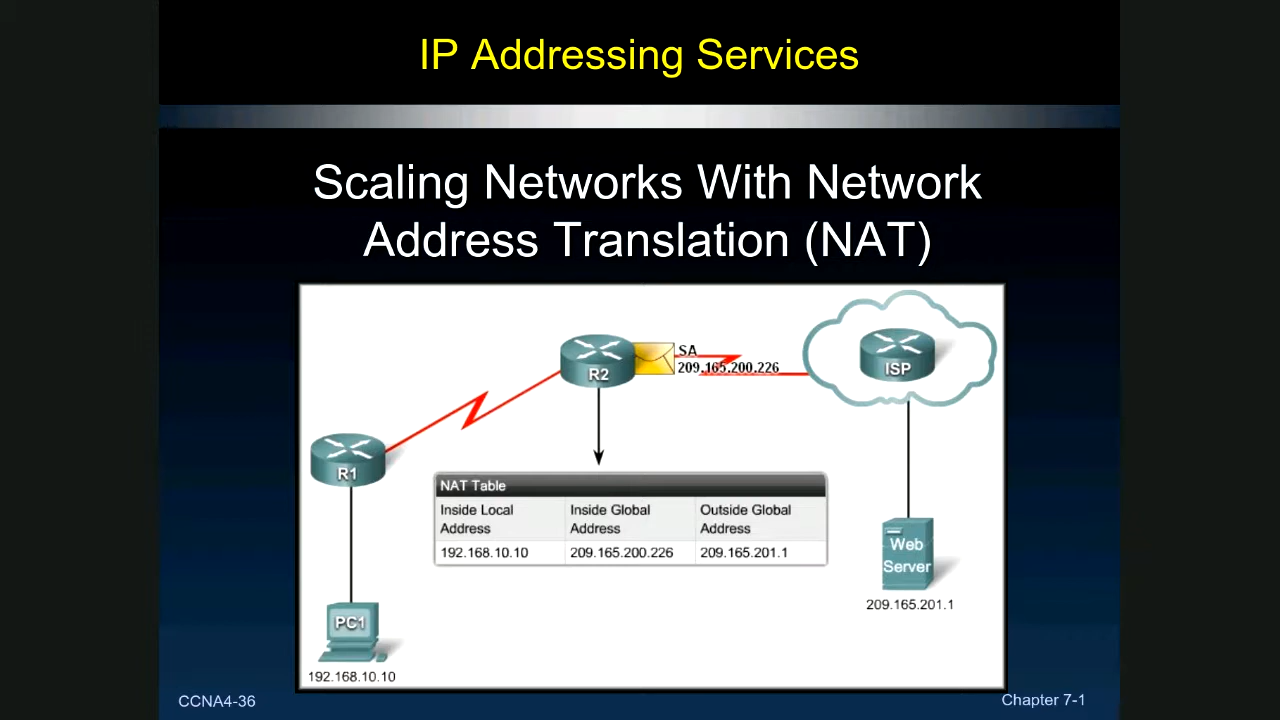 IP Addressing Services
Scaling Networks With Network
Address Translation (NAT)
R2
SA
209.165.200.226
ISP
R1
NAT Table
Inside Local
Address
Inside Global
Address
Outside Global
Address
192.168.10.10
209.165.200.226
209.165.201.1
Web
Server
209.165.201.1
PC1
192.168.10.10
CCNA4-36
Chapter 7-1